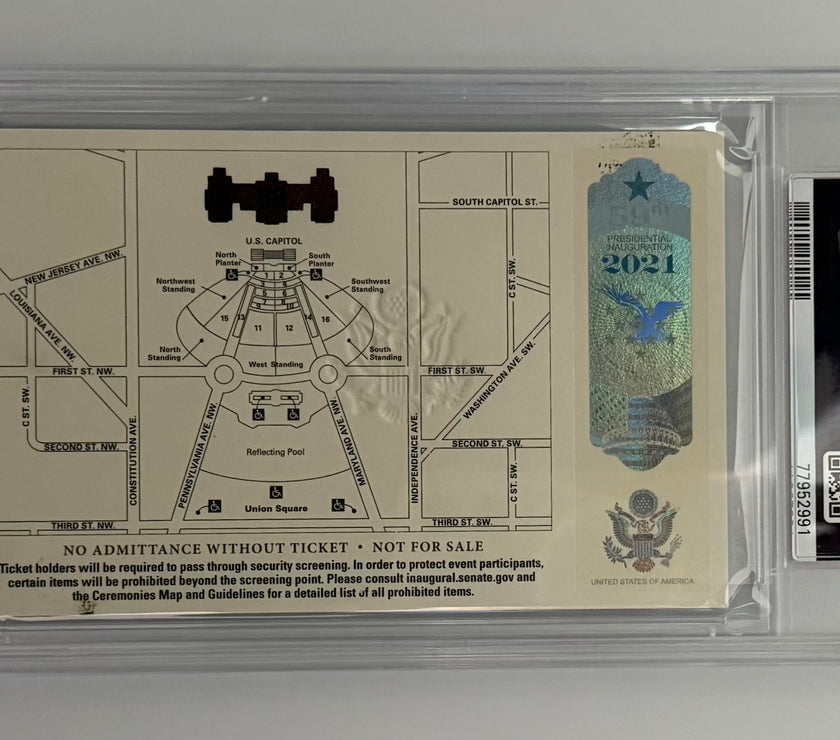 SOUTH CAPITOL ST.
U.S. CAPITOL
North
Planter
South
Planter
1 2
NEW JERSEY AVE. NW.
Northwest
Standing
Southwest
Standing
C ST. SW.
LOUISIANA AVE. NW.
15 13 11 12 14 16
North
Standing
West Standing
South
Standing
FIRST ST. NW.
FIRST ST. SW.
WASHINGTON AVE. SW.
C ST. NW.
CONSTITUTION AVE.
PENNSYLVANIA AVE. NW.
MARYLAND AVE. NW.
INDEPENDENCE AVE.
SECOND ST. NW.
Reflecting Pool
SECOND ST. SW.
C ST. SW.
Union Square
THIRD ST. NW.
THIRD ST. SW.
NO ADMITTANCE WITHOUT TICKET • NOT FOR SALE
Ticket holders will be required to pass through security screening. In order to protect event participants,
certain items will be prohibited beyond the screening point. Please consult inaugural.senate.gov and
the Ceremonies Map and Guidelines for a detailed list of all prohibited items.
59th
PRESIDENTIAL
INAUGURATION
2021
UNITED STATES OF AMERICA
77952991